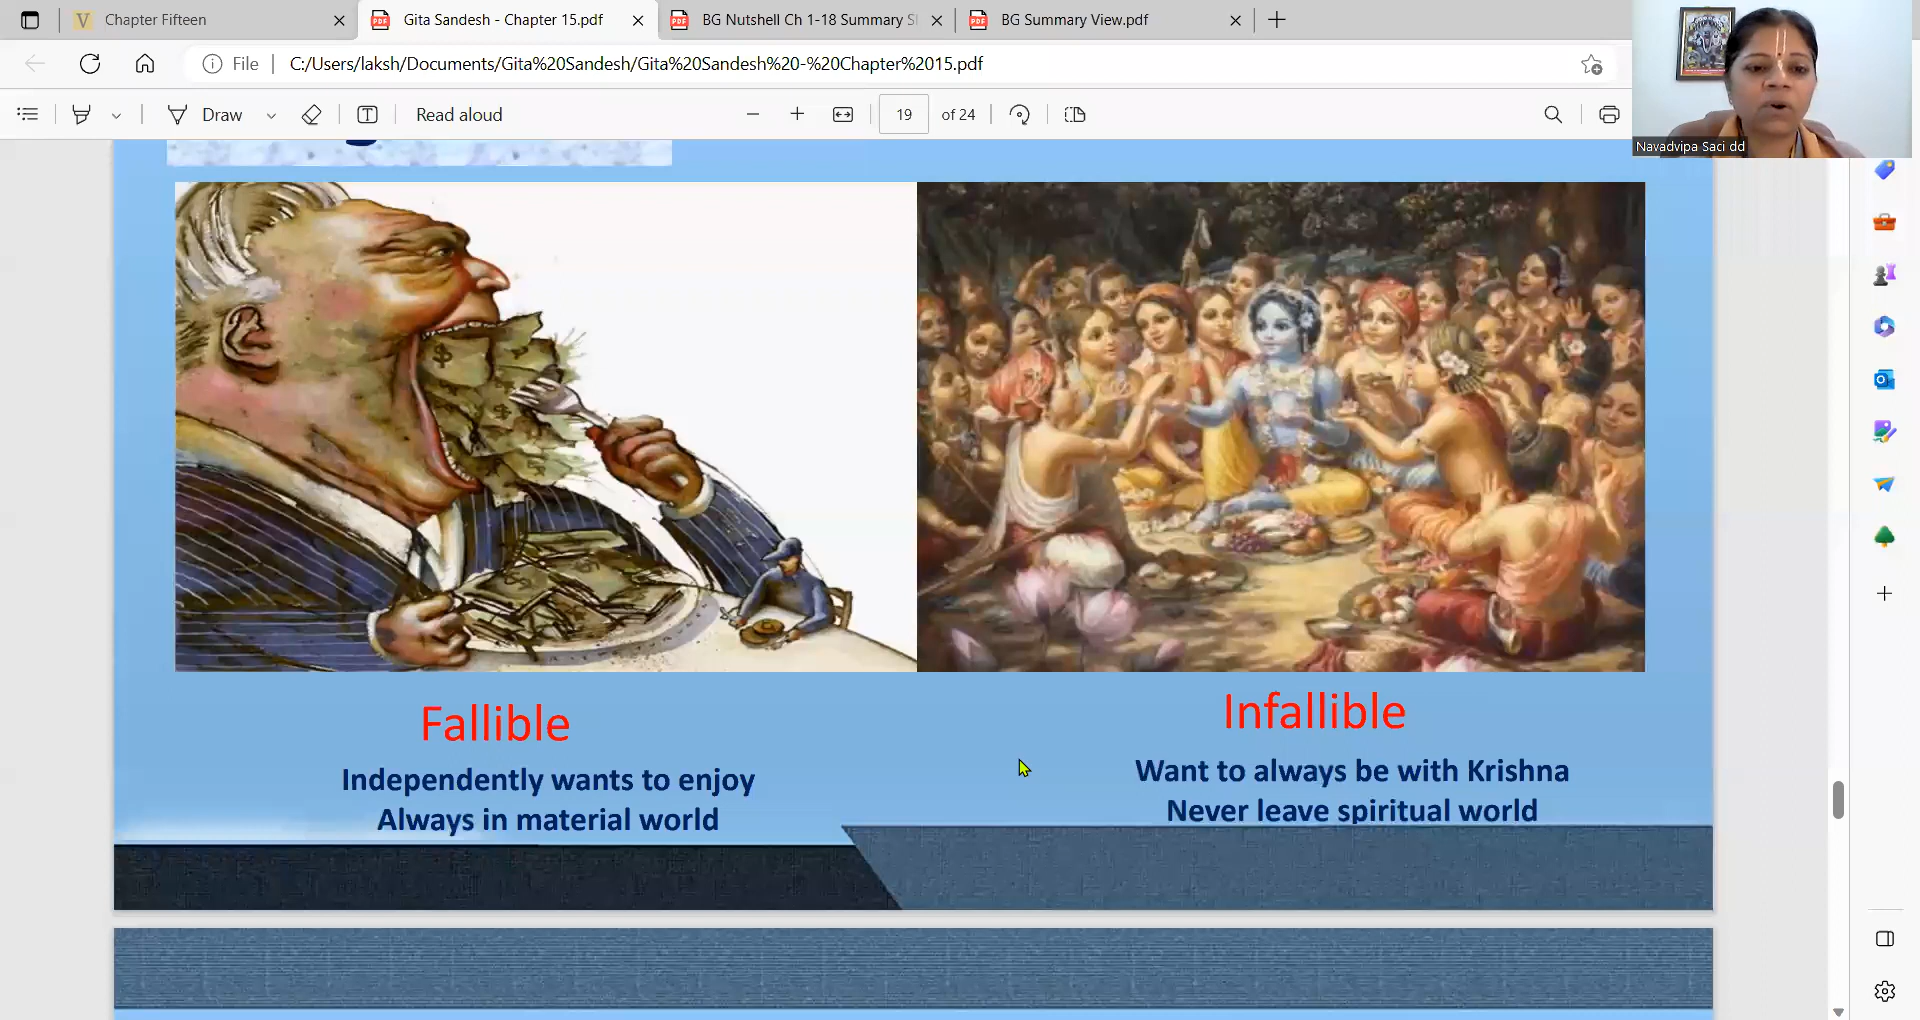 Chapter Fifteen
Gita Sandesh - Chapter 15.pdf
BG Nutshell Ch 1-18 Summary S
BG Summary View.pdf
File
C:/Users/laksh/Documents/Gita%20Sandesh/Gita%20Sandesh%20-%20Chapter%2015.pdf
Draw
Read aloud
19
of 24
Navadvipa Saci dd
Fallible
Independently wants to enjoy
Always in material world
Infallible
Want to always be with Krishna
Never leave spiritual world